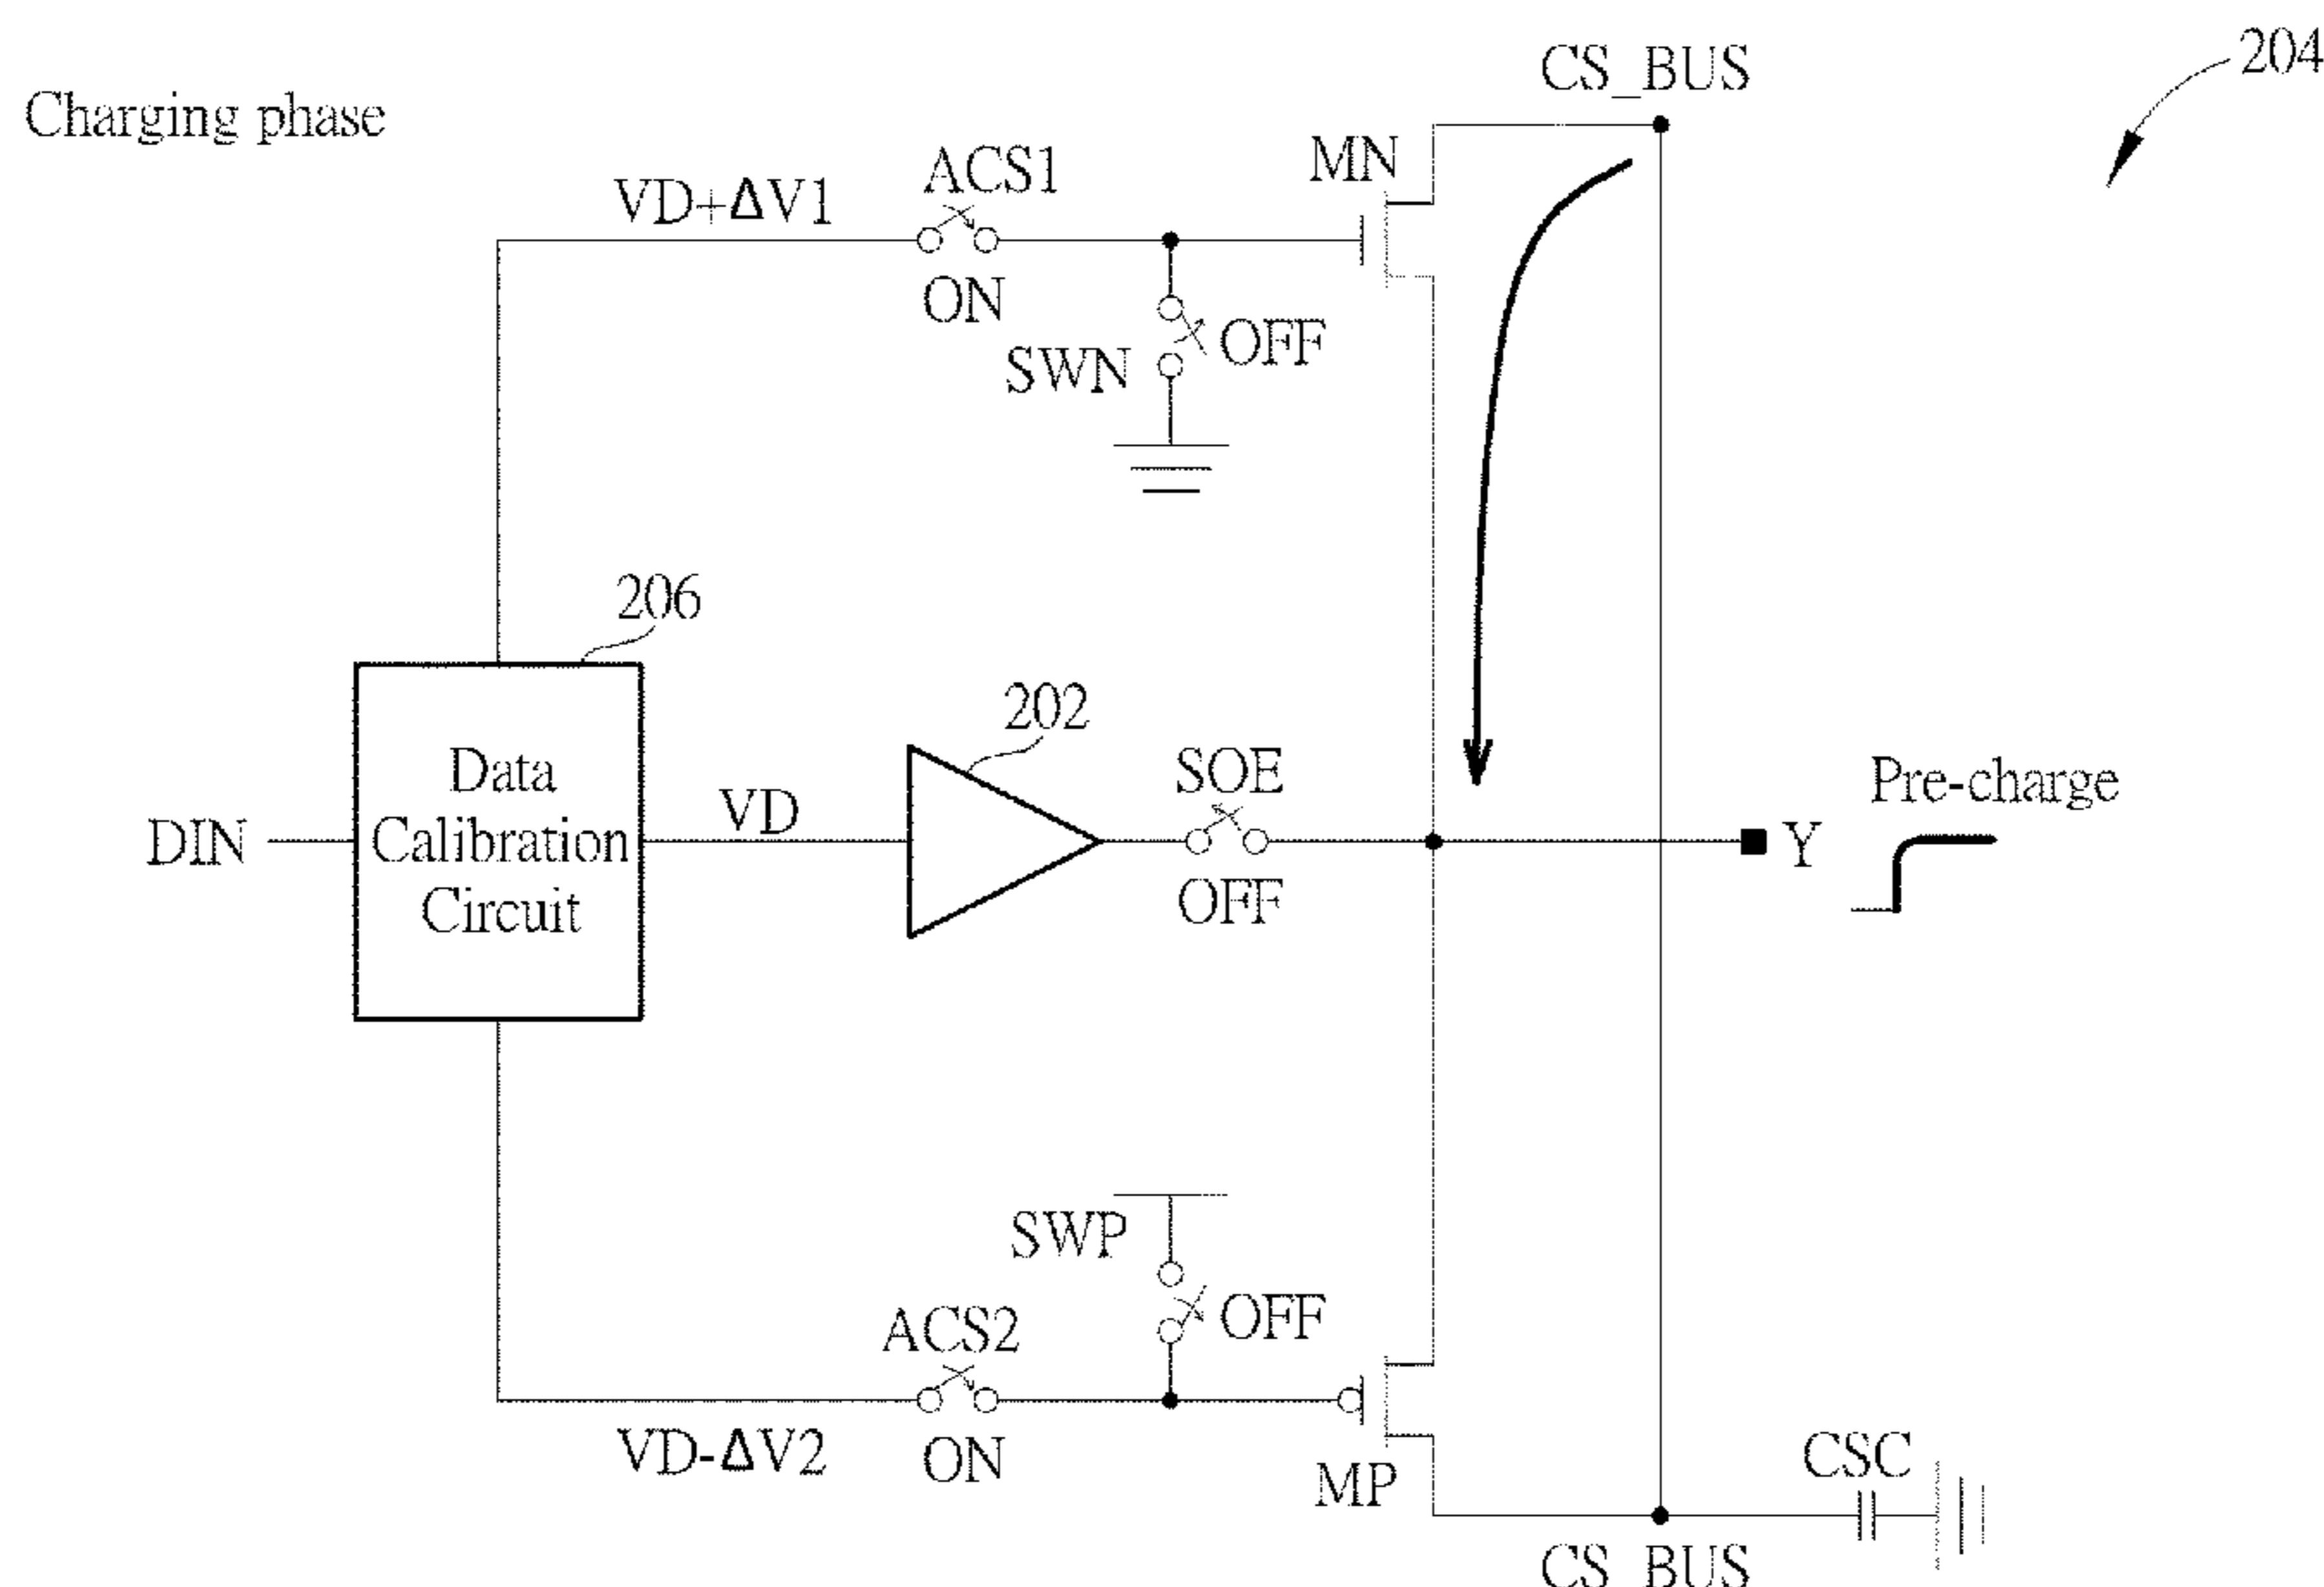 204
CS_BUS
Charging phase
MN
ACS1
VD+ΔV1
ON
OFF
SWN
206
202
SOE
Pre-charge
Data
Calibration
Circuit
DIN
VD
Y
OFF
SWP
OFF
ACS2
VD-ΔV2
ON
MP
CSC
CS_BUS